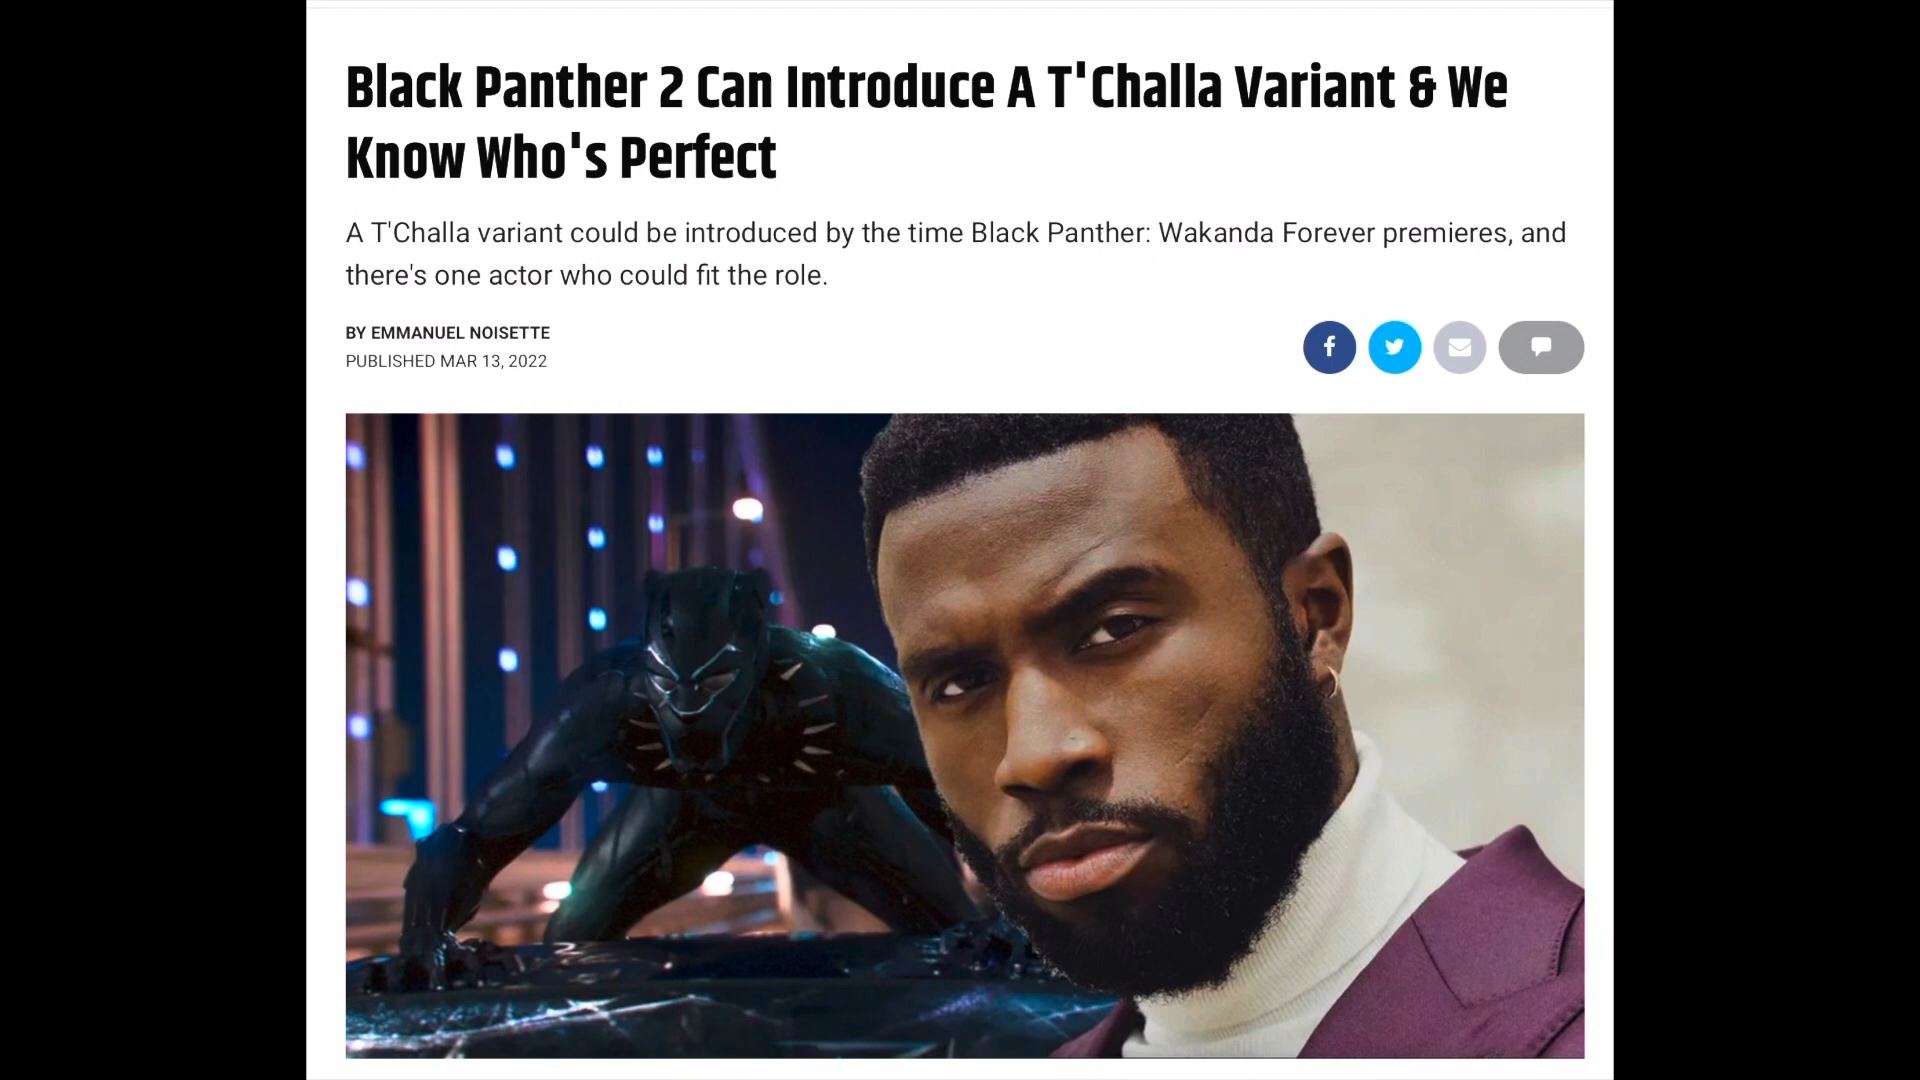 Black Panther 2 Can Introduce A T'Challa Variant & We
Know Who's Perfect
A T'Challa variant could be introduced by the time Black Panther: Wakanda Forever premieres, and
there's one actor who could fit the role.
BY EMMANUEL NOISETTE
PUBLISHED MAR 13, 2022